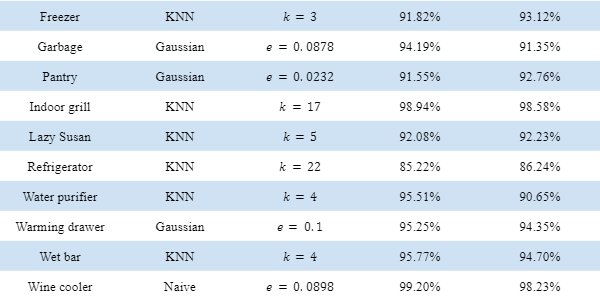 Freezer KNN k = 3 91.82% 93.12%
Garbage Gaussian e = 0.0878 94.19% 91.35%
Pantry Gaussian e = 0.0232 91.55% 92.76%
Indoor grill KNN k = 17 98.94% 98.58%
Lazy Susan KNN k = 5 92.08% 92.23%
Refrigerator KNN k = 22 85.22% 86.24%
Water purifier KNN k = 4 95.51% 90.65%
Warming drawer Gaussian e = 0.1 95.25% 94.35%
Wet bar KNN k = 4 95.77% 94.70%
Wine cooler Naive e = 0.0898 99.20% 98.23%